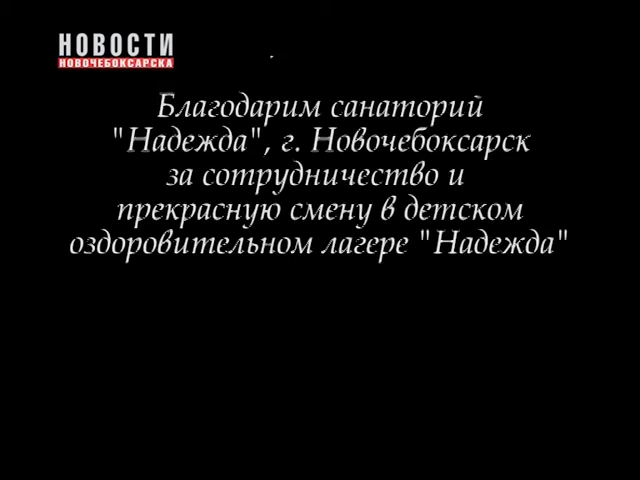 НОВОСТИ
НОВОЧЕБОКСАРСКА
Благодарим санаторий
"Надежда", г. Новочебоксарск
за сотрудничество и
прекрасную смену в детском
оздоровительном лагере "Надежда"